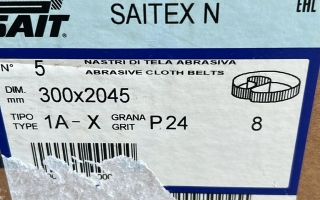 SAITEX N
EAC
SAIT
NASTRI DI TELA ABRASIVA
N° 5 ABRASIVE CLOTH BELTS
DIM. mm 300x2045
TIPO TYPE 1A - X GRANA GRIT P.24 8